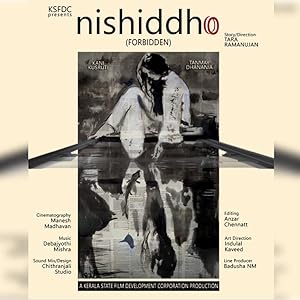 KSFDC
presents
nishiddho
(FORBIDDEN)
Story/Direction
TARA
RAMANUJAN
KANI
KUSRUTI
TANMAY
DHANANIA
Cinematography
Manesh
Madhavan
Music
Debajyothi
Mishra
Sound Mix/Design
Chithranjali
Studio
Editing
Anzar
Chennatt
Art Direction
Indulal
Kaveed
Line Producer
Badusha NM
A KERALA STATE FILM DEVELOPMENT CORPORATION PRODUCTION